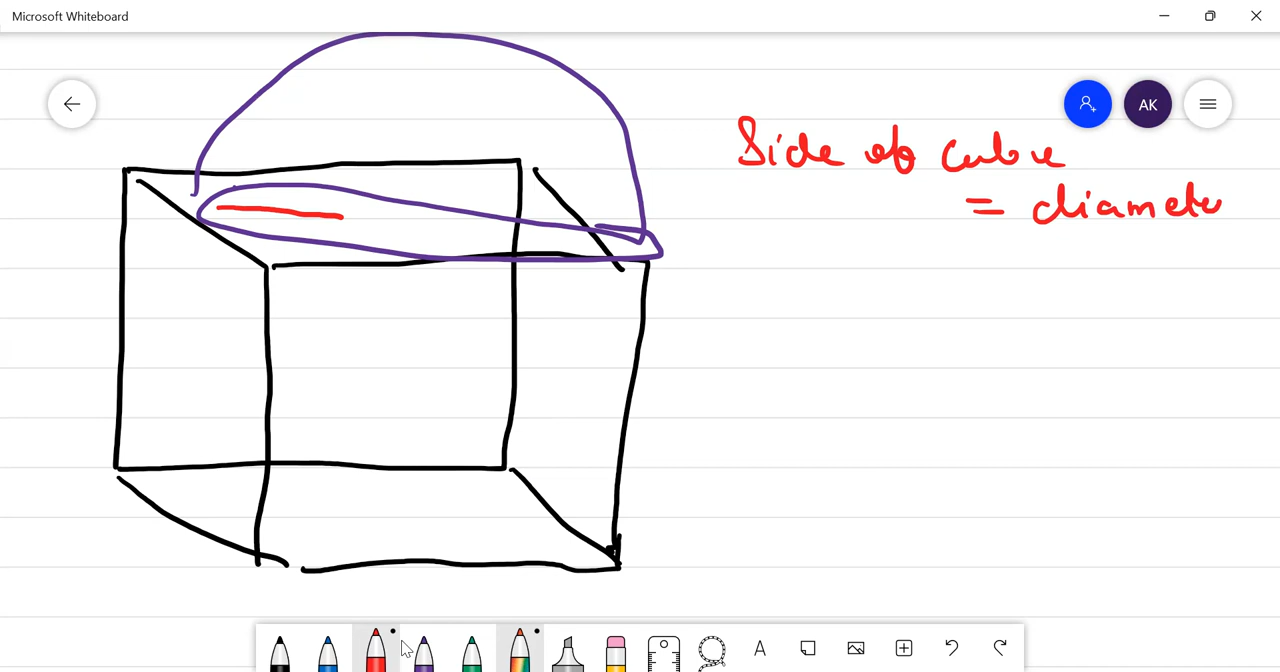 Microsoft Whiteboard
AK
Side of cube
= diameter
A